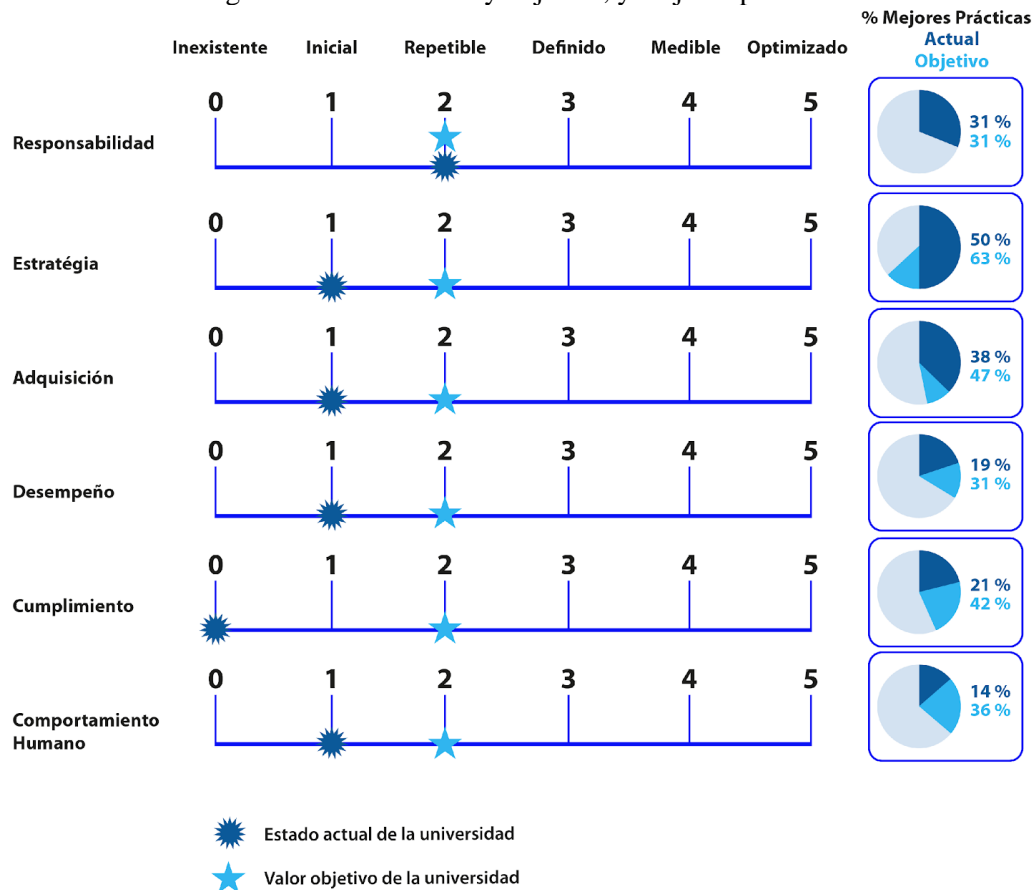 % Mejores Prácticas
Actual
Objetivo
Inexistente Inicial Repetible Definido Medible Optimizado
Responsabilidad
0 1 2 3 4 5
31 %
31 %
Estratégia
0 1 2 3 4 5
50 %
63 %
Adquisición
0 1 2 3 4 5
38 %
47 %
Desempeño
0 1 2 3 4 5
19 %
31 %
Cumplimiento
0 1 2 3 4 5
21 %
42 %
Comportamiento
Humano
0 1 2 3 4 5
14 %
36 %
Estado actual de la universidad
Valor objetivo de la universidad